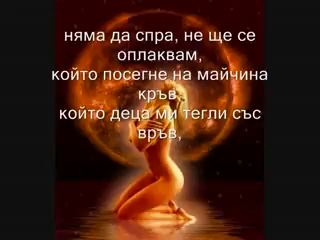 няма да спра, не ще се
оплаквам,
който посегне на майчина
кръв,
който деца ми тегли със
връв,